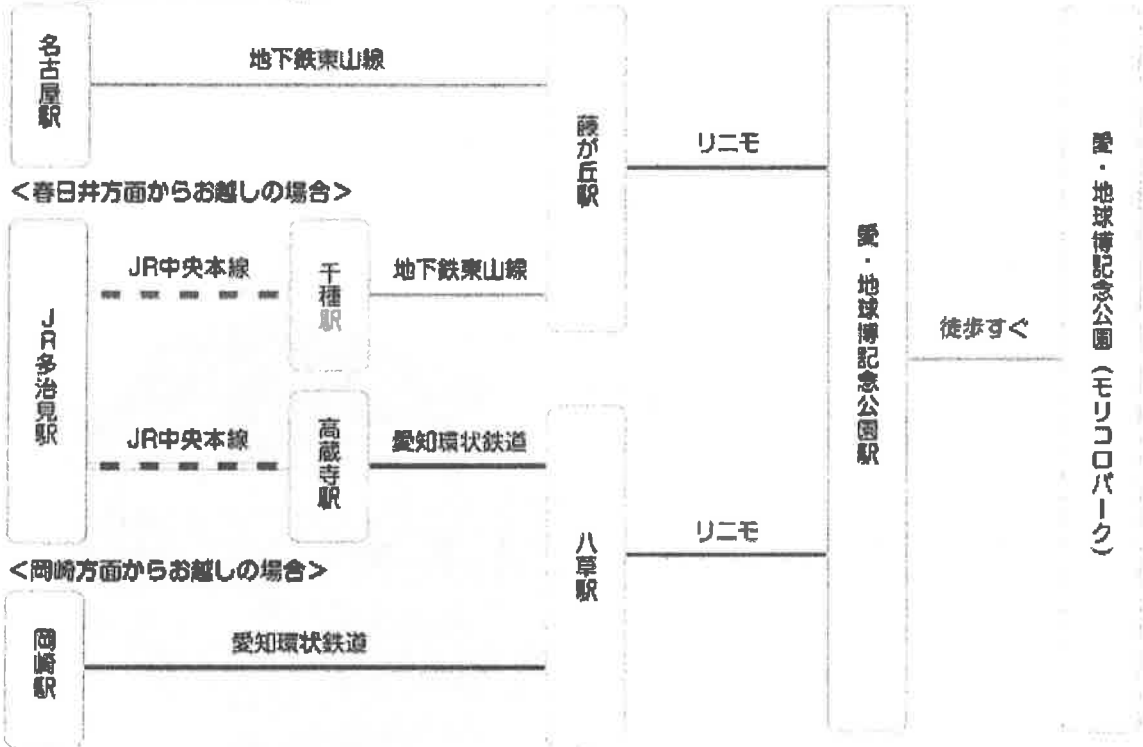 名古屋駅
地下鉄東山線
藤が丘駅
リニモ
<春日井方面からお越しの場合>
JR多治見駅
JR中央本線
千種駅
地下鉄東山線
JR中央本線
高蔵寺駅
愛知環状鉄道
八草駅
リニモ
<岡崎方面からお越しの場合>
岡崎駅
愛知環状鉄道
愛・地球博記念公園駅
徒歩すぐ
愛・地球博記念公園(モリコロパーク)